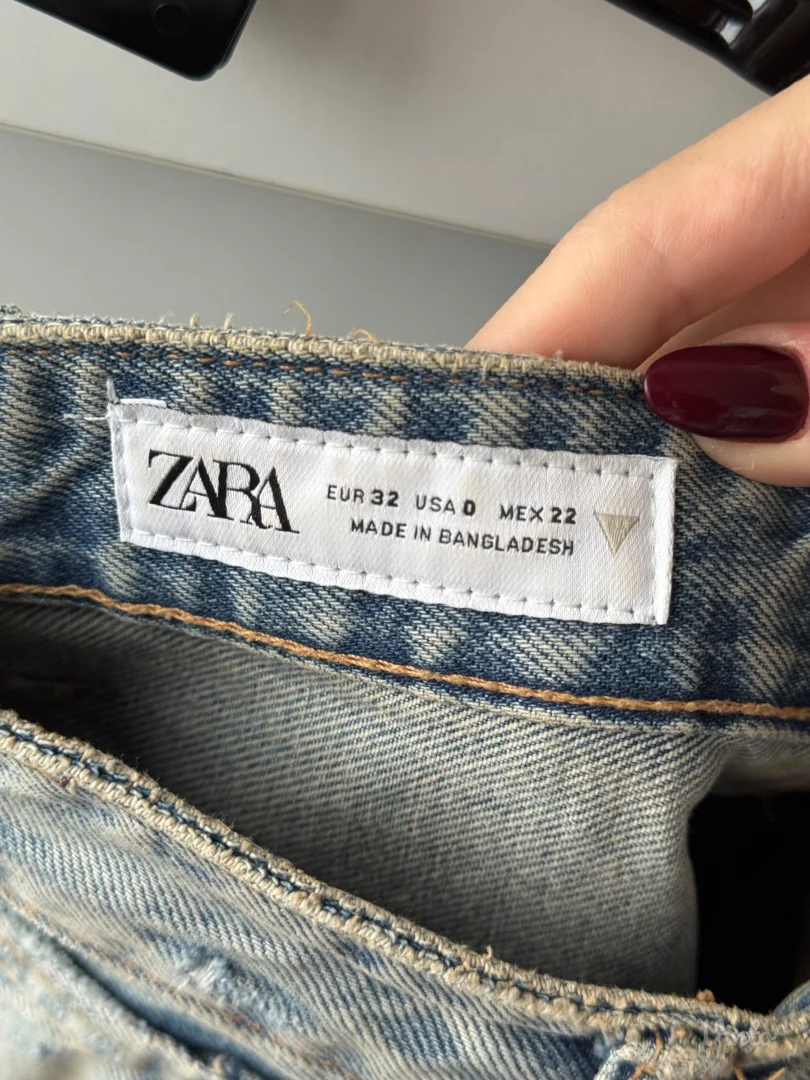 ZARA
EUR 32 USA 0 MEX 22
MADE IN BANGLADESH